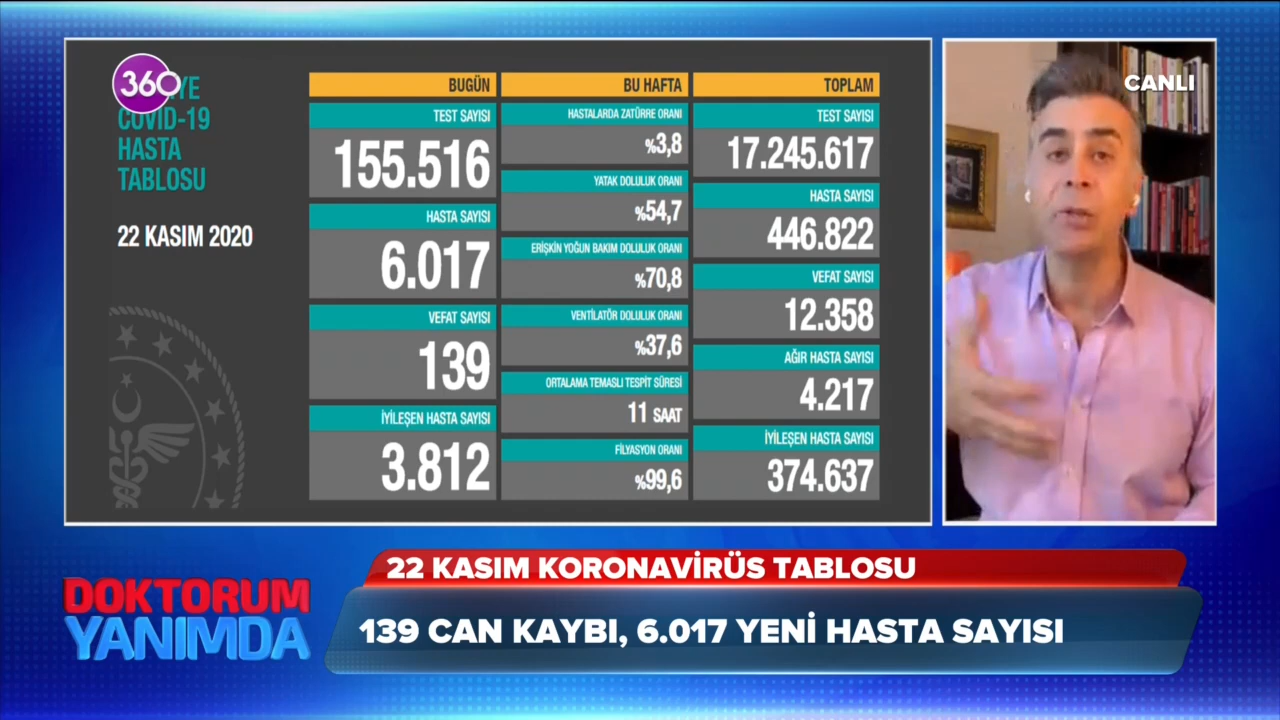 360
COVID-19
HASTA
TABLOSU
22 KASIM 2020
BUGÜN
TEST SAYISI
155.516
HASTA SAYISI
6.017
VEFAT SAYISI
139
İYİLEŞEN HASTA SAYISI
3.812
BU HAFTA
HASTALARDA ZATÜRRE ORANI
%3,8
YATAK DOLULUK ORANI
%54,7
ERİŞKİN YOĞUN BAKIM DOLULUK ORANI
%70,8
VENTİLATÖR DOLULUK ORANI
%37,6
ORTALAMA TEMASLI TESPİT SÜRESİ
11 SAAT
FİLYASYON ORANI
%99,6
TOPLAM
TEST SAYISI
17.245.617
HASTA SAYISI
446.822
VEFAT SAYISI
12.358
AĞIR HASTA SAYISI
4.217
İYİLEŞEN HASTA SAYISI
374.637
CANLI
22 KASIM KORONAVİRÜS TABLOSU
DOKTORUM
YANIMDA
139 CAN KAYBI, 6.017 YENİ HASTA SAYISI